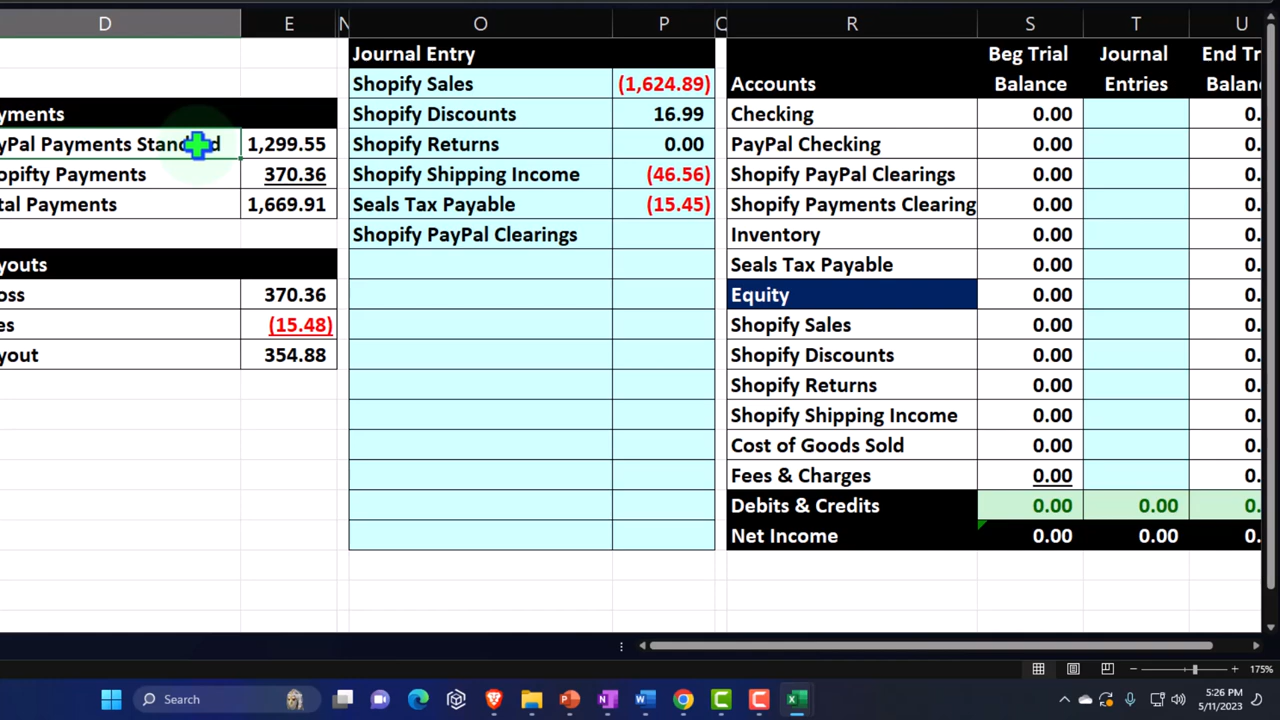 D E N O P Q R S T U
Journal Entry Beg Trial Journal End Tr
Shopify Sales (1,624.89) Accounts Balance Entries Balan
yments Shopify Discounts 16.99 Checking 0.00 0.00
yPal Payments Standard 1,299.55 Shopify Returns 0.00 PayPal Checking 0.00 0.00
opifty Payments 370.36 Shopify Shipping Income (46.56) Shopify PayPal Clearings 0.00 0.00
tal Payments 1,669.91 Seals Tax Payable (15.45) Shopify Payments Clearing 0.00 0.00
Shopify PayPal Clearings Inventory 0.00 0.00
youts Seals Tax Payable 0.00 0.
oss 370.36 Equity 0.00 0.
es (15.48) Shopify Sales 0.00 0.
yout 354.88 Shopify Discounts 0.00 0.
Shopify Returns 0.00 0.
Shopify Shipping Income 0.00 0.
Cost of Goods Sold 0.00 0.
Fees & Charges 0.00 0.
Debits & Credits 0.00 0.00 0.
Net Income 0.00 0.00 0.
175%
Search
5:26 PM
5/11/2023